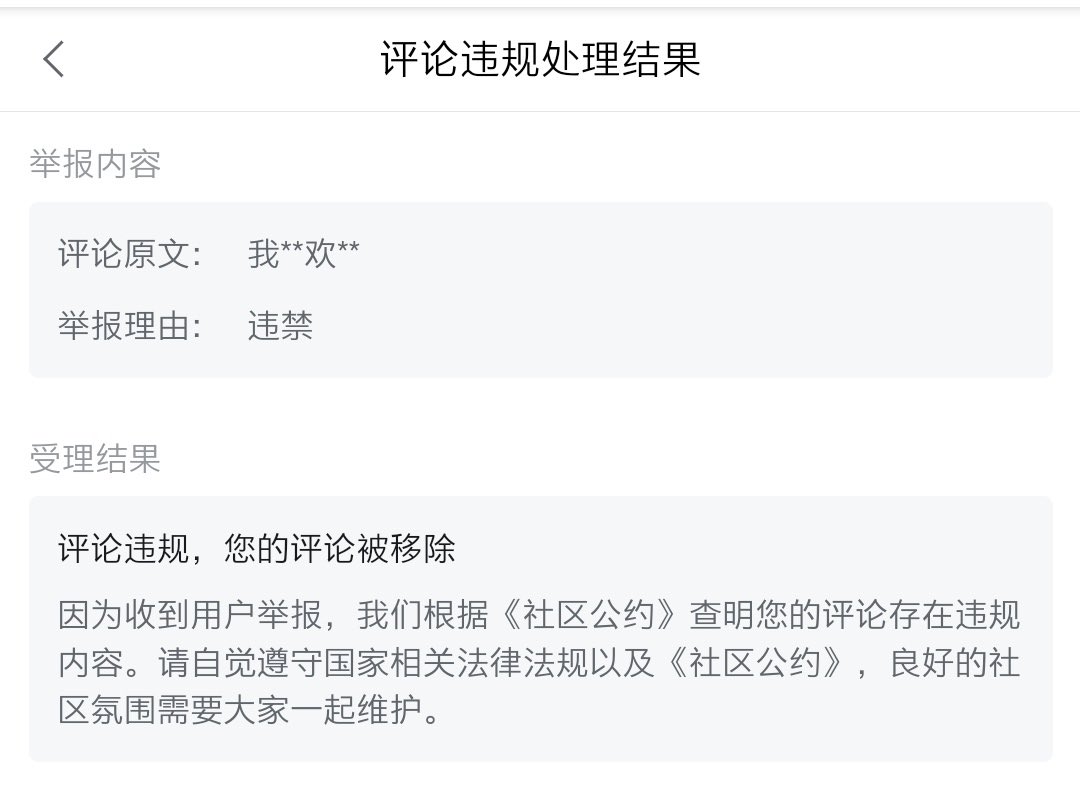 评论违规处理结果
举报内容
评论原文： 我**欢**
举报理由： 违禁
受理结果
评论违规，您的评论被移除
因为收到用户举报，我们根据《社区公约》查明您的评论存在违规
内容。请自觉遵守国家相关法律法规以及《社区公约》，良好的社
区氛围需要大家一起维护。